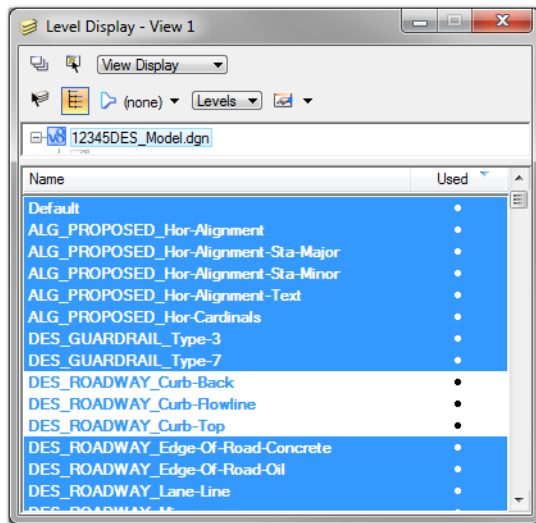 Level Display - View 1
View Display
(none) Levels
V8 12345DES_Model.dgn
Name Used
Default
ALG_PROPOSED_Hor-Alignment
ALG_PROPOSED_Hor-Alignment-Sta-Major
ALG_PROPOSED_Hor-Alignment-Sta-Minor
ALG_PROPOSED_Hor-Alignment-Text
ALG_PROPOSED_Hor-Cardinals
DES_GUARDRAIL_Type-3
DES_GUARDRAIL_Type-7
DES_ROADWAY_Curb-Back
DES_ROADWAY_Curb-Flowline
DES_ROADWAY_Curb-Top
DES_ROADWAY_Edge-Of-Road-Concrete
DES_ROADWAY_Edge-Of-Road-Oil
DES_ROADWAY_Lane-Line